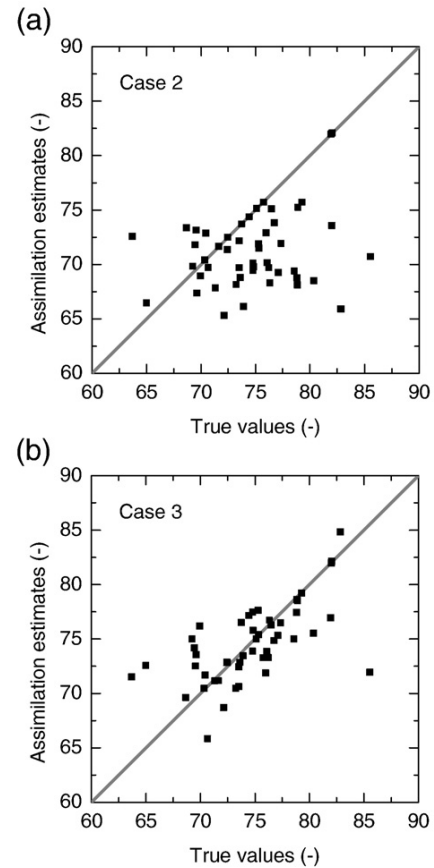 (a)
90
85
80
75
70
65
60
Case 2
Assimilation estimates (-)
60 65 70 75 80 85 90
True values (-)
(b)
90
85
80
75
70
65
60
Case 3
Assimilation estimates (-)
60 65 70 75 80 85 90
True values (-)